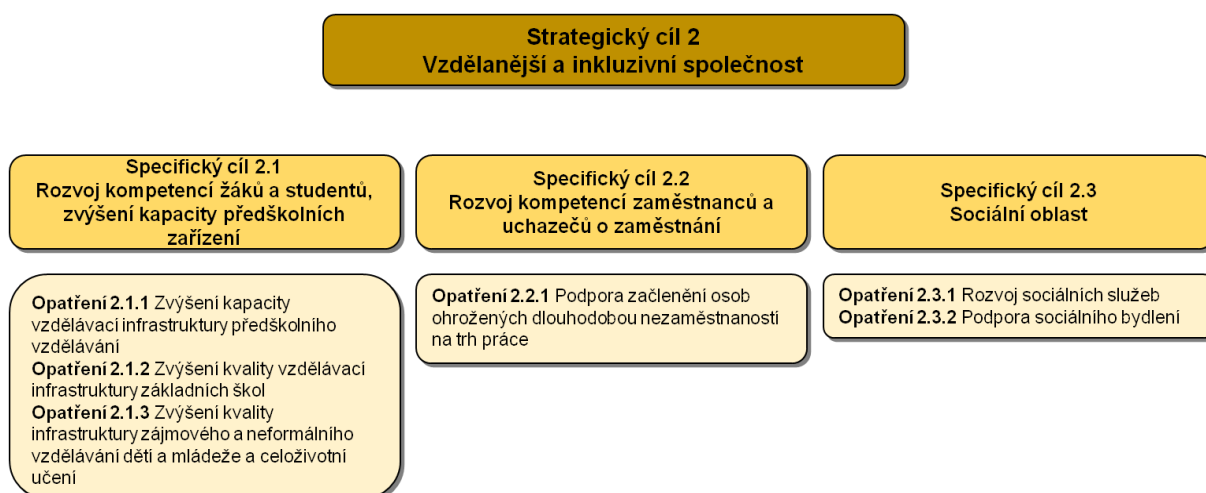 Strategický cíl 2
Vzdělanější a inkluzivní společnost
Specifický cíl 2.1
Rozvoj kompetencí žáků a studentů,
zvýšení kapacity předškolních
zařízení
Opatření 2.1.1 Zvýšení kapacity
vzdělávací infrastruktury předškolního
vzdělávání
Opatření 2.1.2 Zvýšení kvality vzdělávací
infrastruktury základních škol
Opatření 2.1.3 Zvýšení kvality
infrastruktury zájmového a neformálního
vzdělávání dětí a mládeže a celoživotní
učení
Specifický cíl 2.2
Rozvoj kompetencí zaměstnanců a
uchazečů o zaměstnání
Opatření 2.2.1 Podpora začlenění osob
ohrožených dlouhodobou nezaměstnaností
na trh práce
Specifický cíl 2.3
Sociální oblast
Opatření 2.3.1 Rozvoj sociálních služeb
Opatření 2.3.2 Podpora sociálního bydlení